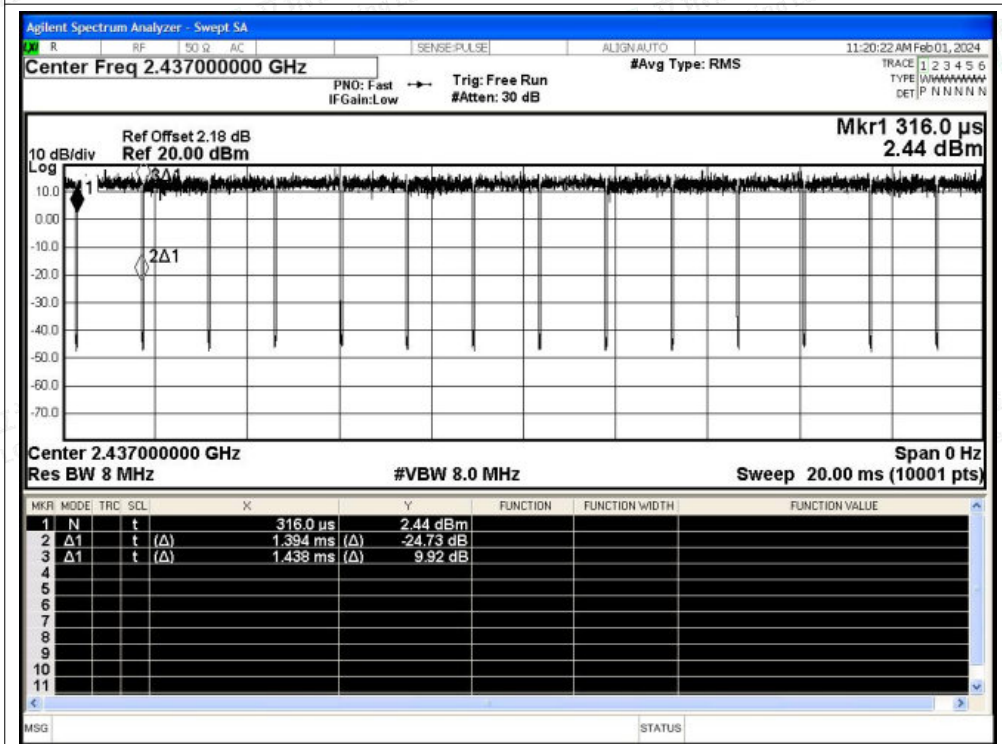 Agilent Spectrum Analyzer - Swept SA
LXI R RF 50 Ω AC SENSE:PULSE ALIGN AUTO 11:20:22 AM Feb 01, 2024
Center Freq 2.437000000 GHz #Avg Type: RMS TRACE 1 2 3 4 5 6
PNO: Fast Trig: Free Run TYPE WWWWWW
IFGain:Low #Atten: 30 dB DET P N N N N N
Mkr1 316.0 µs
2.44 dBm
Ref Offset 2.18 dB
10 dB/div Ref 20.00 dBm
Log
3Δ1
10.0 1
0.00
-10.0
2Δ1
-20.0
-30.0
-40.0
-50.0
-60.0
-70.0
Center 2.437000000 GHz Span 0 Hz
Res BW 8 MHz #VBW 8.0 MHz Sweep 20.00 ms (10001 pts)
MKR MODE TRC SCL X Y FUNCTION FUNCTION WIDTH FUNCTION VALUE
1 N t 316.0 µs 2.44 dBm
2 Δ1 t (Δ) 1.394 ms (Δ) -24.73 dB
3 Δ1 t (Δ) 1.438 ms (Δ) 9.92 dB
4
5
6
7
8
9
10
11
MSG STATUS